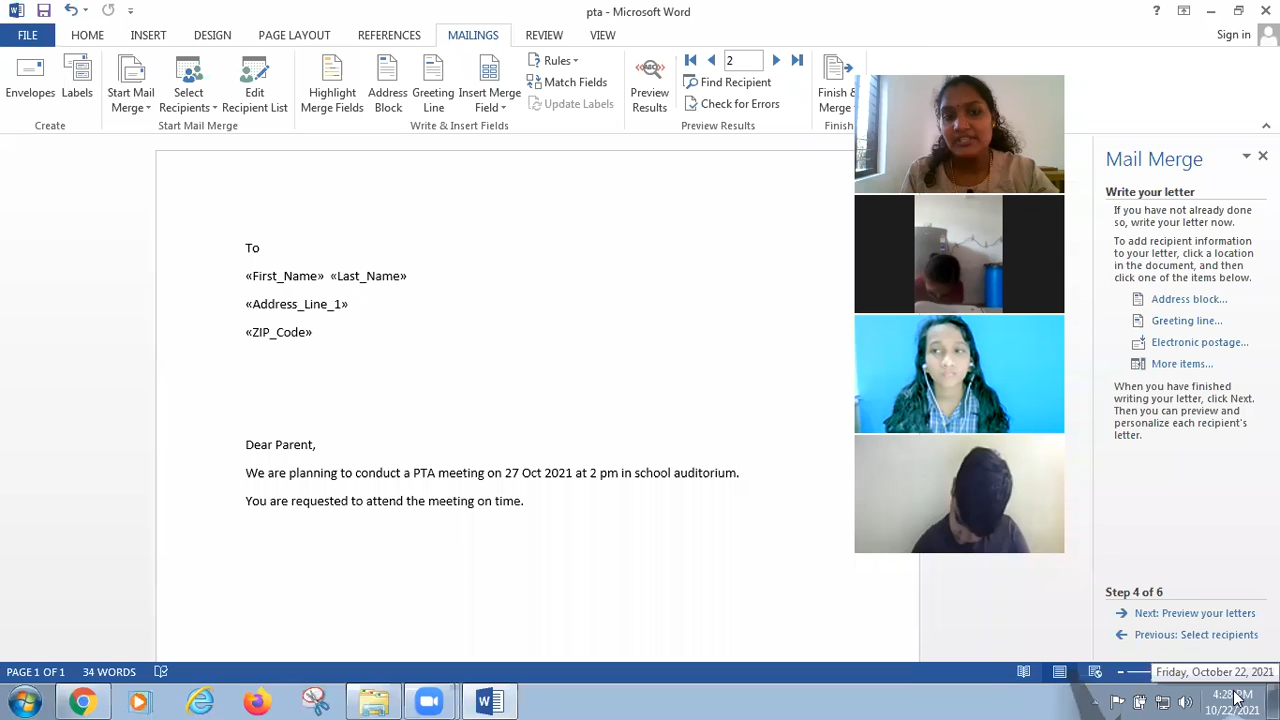 pta - Microsoft Word
FILE HOME INSERT DESIGN PAGE LAYOUT REFERENCES MAILINGS REVIEW VIEW Sign in
Envelopes
Labels
Create
Start Mail Merge
Select Recipients
Edit Recipient List
Start Mail Merge
Highlight Merge Fields
Address Block
Greeting Line
Insert Merge Field
Rules
Match Fields
Update Labels
Write & Insert Fields
ABC
Preview Results
2
Find Recipient
Check for Errors
Preview Results
Finish & Merge
Finish
To
«First_Name» «Last_Name»
«Address_Line_1»
«ZIP_Code»
Dear Parent,
We are planning to conduct a PTA meeting on 27 Oct 2021 at 2 pm in school auditorium.
You are requested to attend the meeting on time.
Mail Merge
Write your letter
If you have not already done
so, write your letter now.
To add recipient information
to your letter, click a location
in the document, and then
click one of the items below.
Address block...
Greeting line...
Electronic postage...
More items...
When you have finished
writing your letter, click Next.
Then you can preview and
personalize each recipient's
letter.
Step 4 of 6
Next: Preview your letters
Previous: Select recipients
PAGE 1 OF 1 34 WORDS
Friday, October 22, 2021
4:28 PM
10/22/2021